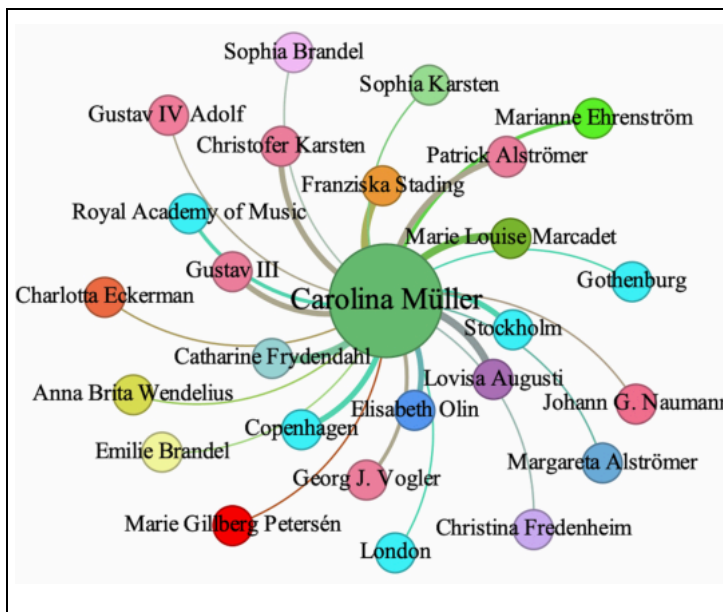 Sophia Brandel
Sophia Karsten
Gustav IV Adolf
Marianne Ehrenström
Christofer Karsten
Patrick Alströmer
Franziska Stading
Royal Academy of Music
Marie Louise Marcadet
Gustav III
Gothenburg
Charlotta Eckerman
Carolina Müller
Stockholm
Catharine Frydendahl
Lovisa Augusti
Anna Brita Wendelius
Elisabeth Olin
Johann G. Naumann
Copenhagen
Emilie Brandel
Margareta Alströmer
Georg J. Vogler
Marie Gillberg Petersén
Christina Fredenheim
London